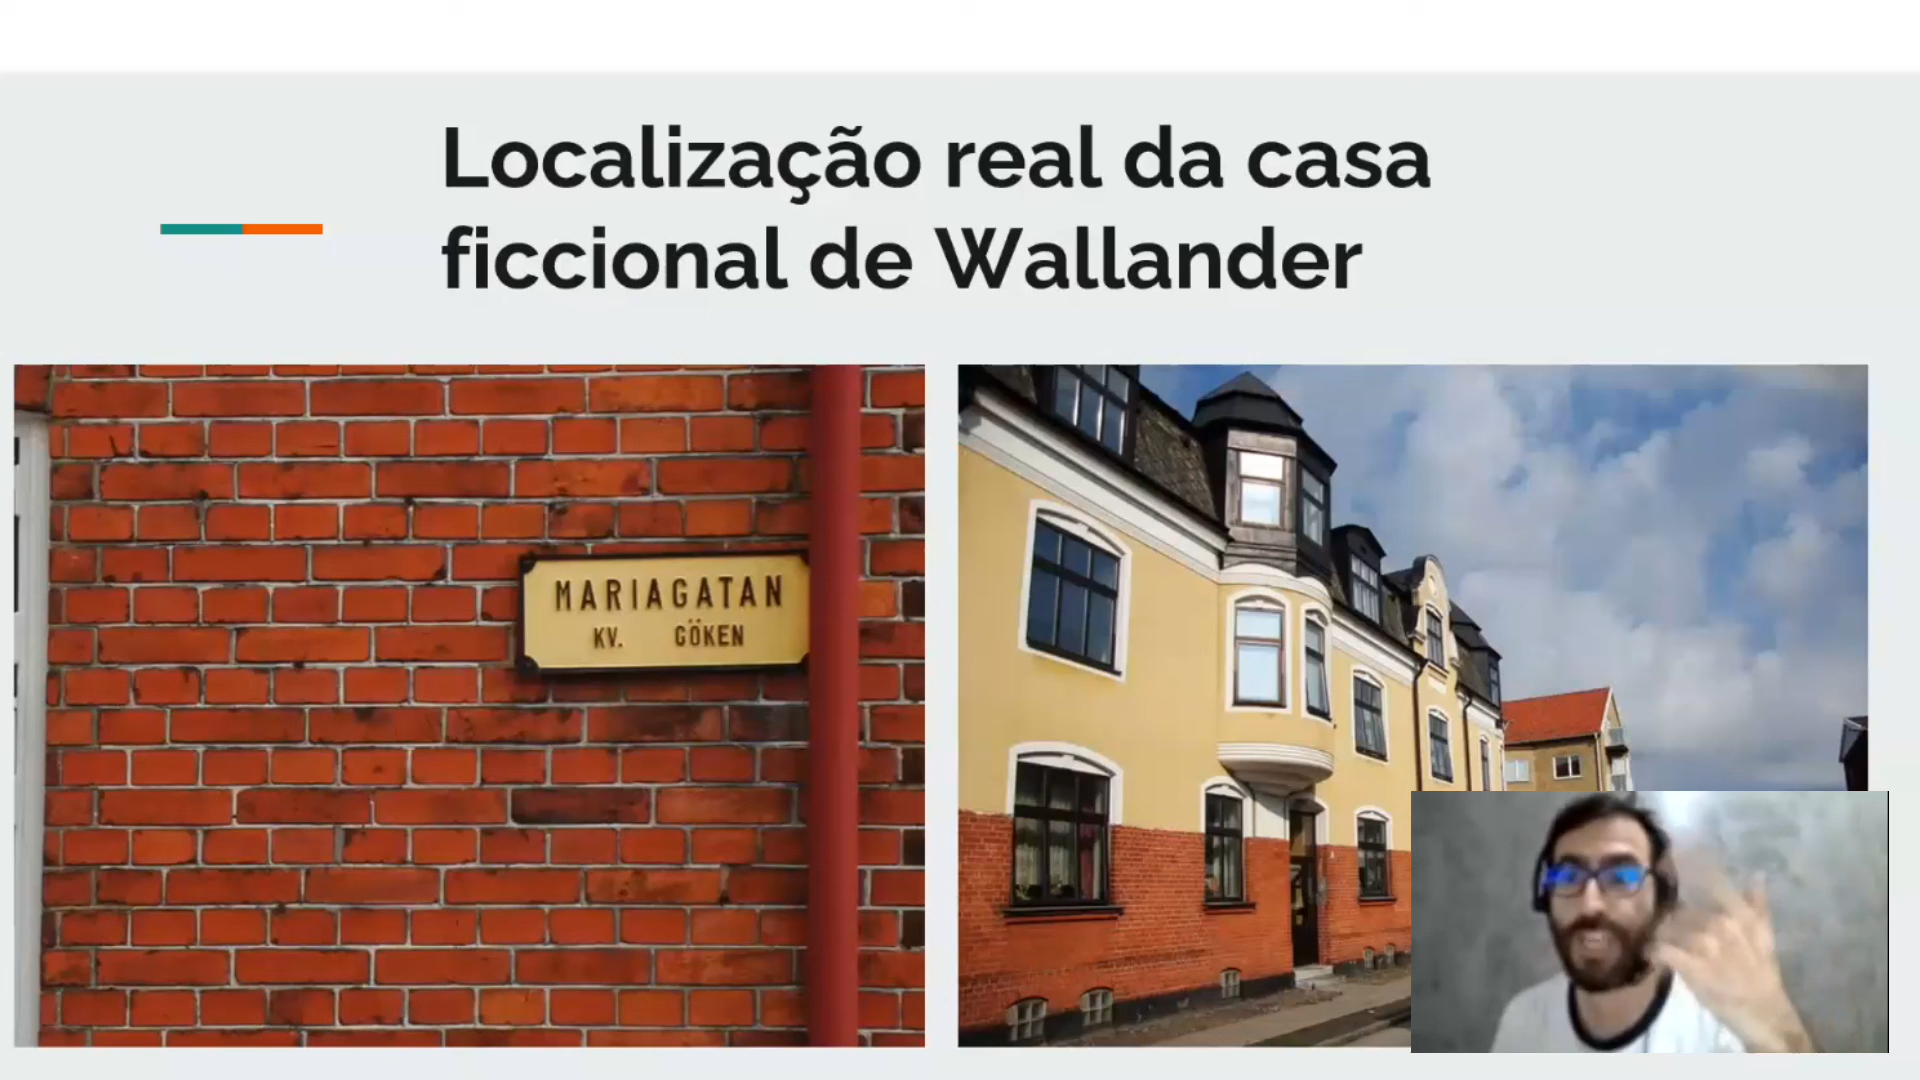 Localização real da casa
ficcional de Wallander
MARIAGATAN
KV. GÖKEN